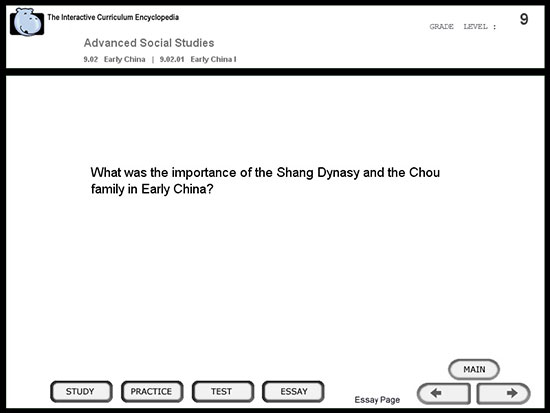 The Interactive Curriculum Encyclopedia
GRADE LEVEL : 9
Advanced Social Studies
9.02 Early China | 9.02.01 Early China I
What was the importance of the Shang Dynasy and the Chou
family in Early China?
MAIN
STUDY PRACTICE TEST ESSAY
Essay Page